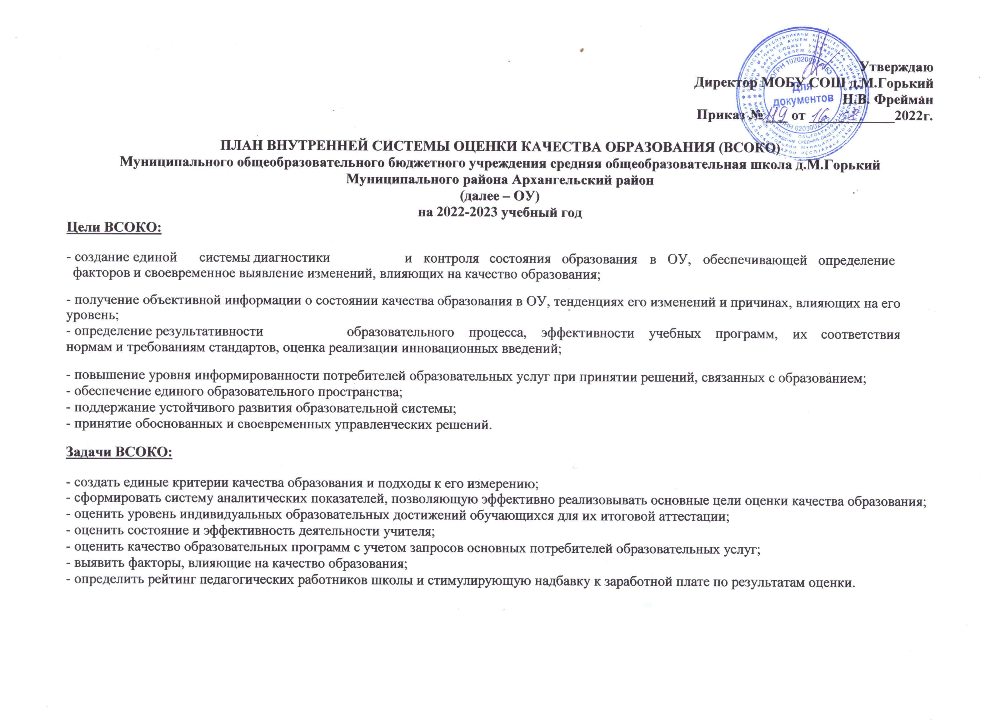 Утверждаю
Директор МОБУ СОШ д.М.Горький
Н.В. Фрейман
Приказ № 119 от 16 2022г.
Для
документов
ПЛАН ВНУТРЕННЕЙ СИСТЕМЫ ОЦЕНКИ КАЧЕСТВА ОБРАЗОВАНИЯ (ВСОКО)
Муниципального общеобразовательного бюджетного учреждения средняя общеобразовательная школа д.М.Горький
Муниципального района Архангельский район
(далее – ОУ)
на 2022-2023 учебный год
Цели ВСОКО:
- создание единой системы диагностики и контроля состояния образования в ОУ, обеспечивающей определение
факторов и своевременное выявление изменений, влияющих на качество образования;
- получение объективной информации о состоянии качества образования в ОУ, тенденциях его изменений и причинах, влияющих на его
уровень;
- определение результативности образовательного процесса, эффективности учебных программ, их соответствия
нормам и требованиям стандартов, оценка реализации инновационных введений;
- повышение уровня информированности потребителей образовательных услуг при принятии решений, связанных с образованием;
- обеспечение единого образовательного пространства;
- поддержание устойчивого развития образовательной системы;
- принятие обоснованных и своевременных управленческих решений.
Задачи ВСОКО:
- создать единые критерии качества образования и подходы к его измерению;
- сформировать систему аналитических показателей, позволяющую эффективно реализовывать основные цели оценки качества образования;
- оценить уровень индивидуальных образовательных достижений обучающихся для их итоговой аттестации;
- оценить состояние и эффективность деятельности учителя;
- оценить качество образовательных программ с учетом запросов основных потребителей образовательных услуг;
- выявить факторы, влияющие на качество образования;
- определить рейтинг педагогических работников школы и стимулирующую надбавку к заработной плате по результатам оценки.